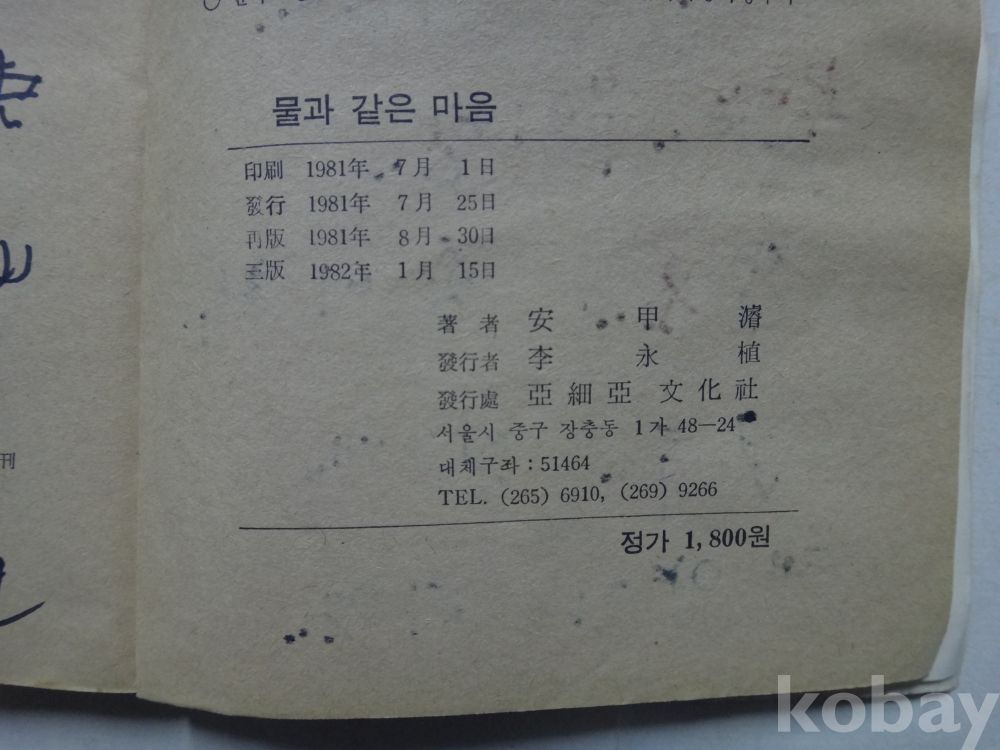 물과 같은 마음
印刷 1981年 7月 1日
發行 1981年 7月 25日
再版 1981年 8月 30日
三版 1982年 1月 15日
著者 安甲濬
發行者 李永植
發行處 亞細亞文化社
서울시 중구 장충동 1가 48-24
대체구좌 : 51464
TEL. (265) 6910, (269) 9266
정가 1,800원
刊
kobay